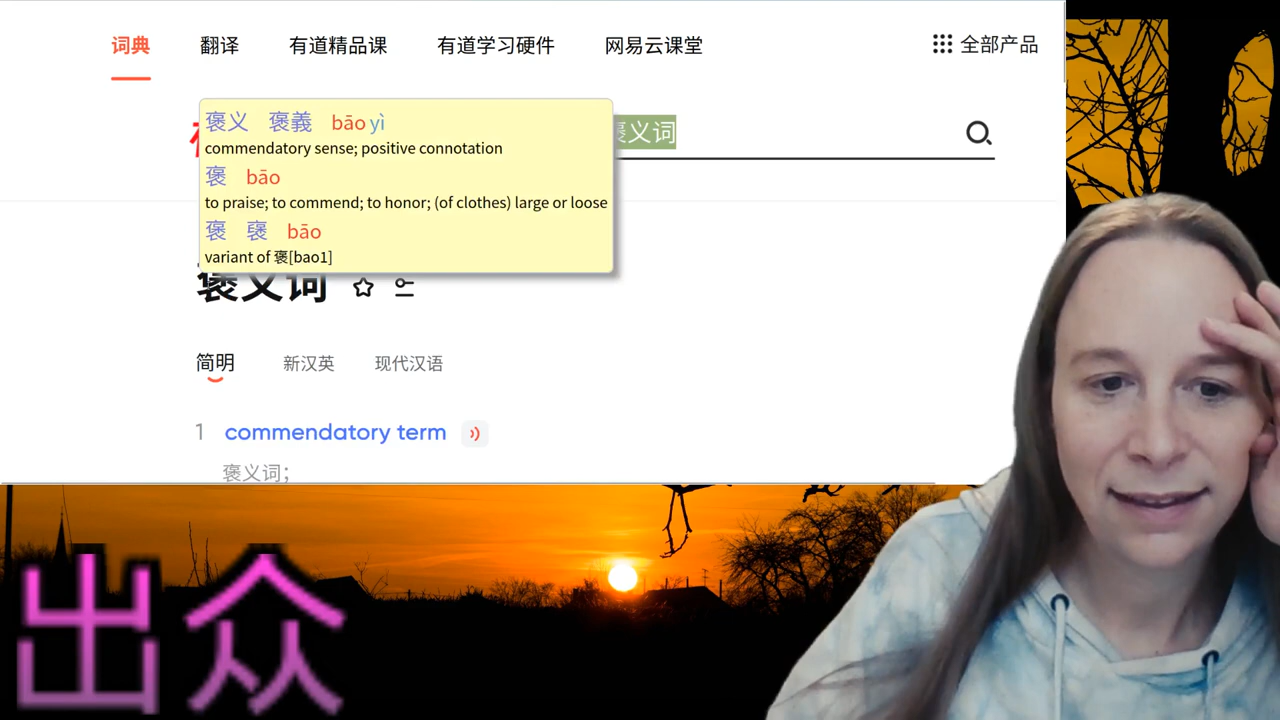 词典 翻译 有道精品课 有道学习硬件 网易云课堂 全部产品
褒义 褒義 bāo yì
commendatory sense; positive connotation
褒 bāo
to praise; to commend; to honor; (of clothes) large or loose
褒 襃 bāo
variant of 褒[bao1]
褒义词
褒义词
简明 新汉英 现代汉语
1 commendatory term
褒义词;
出众